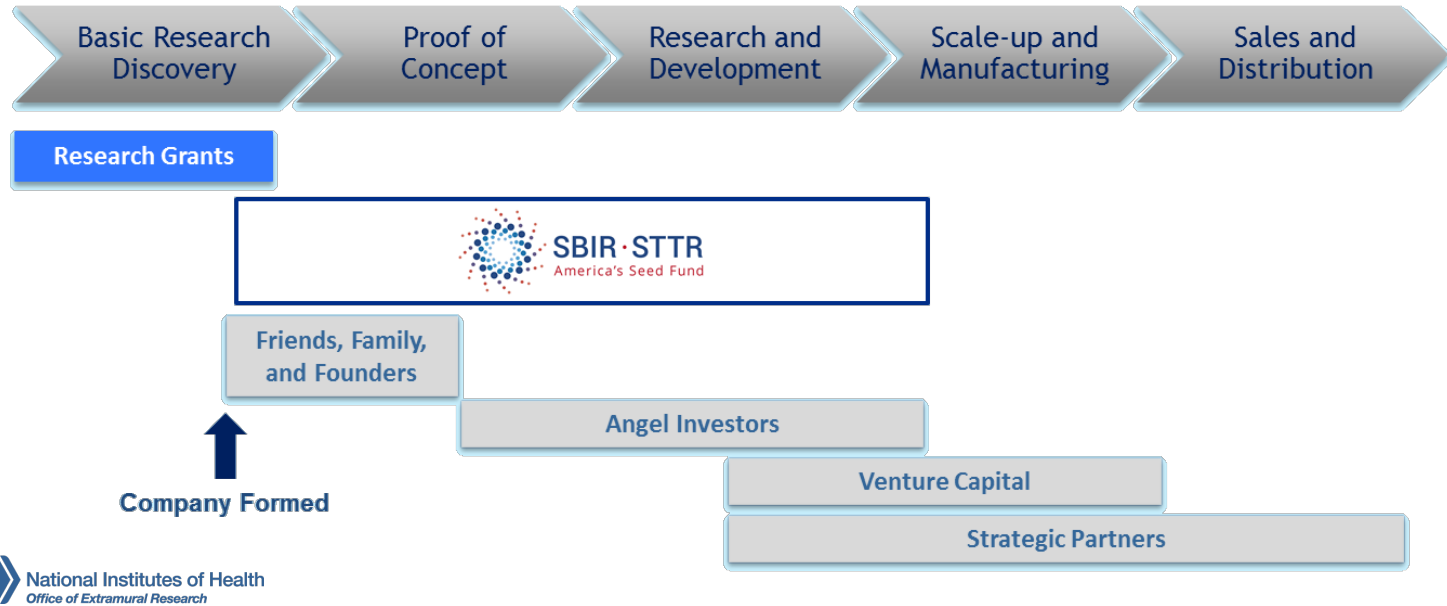 Basic Research
Discovery
Proof of
Concept
Research and
Development
Scale-up and
Manufacturing
Sales and
Distribution
Research Grants
SBIR·STTR
America's Seed Fund
Friends, Family,
and Founders
Angel Investors
Company Formed
Venture Capital
Strategic Partners
National Institutes of Health
Office of Extramural Research